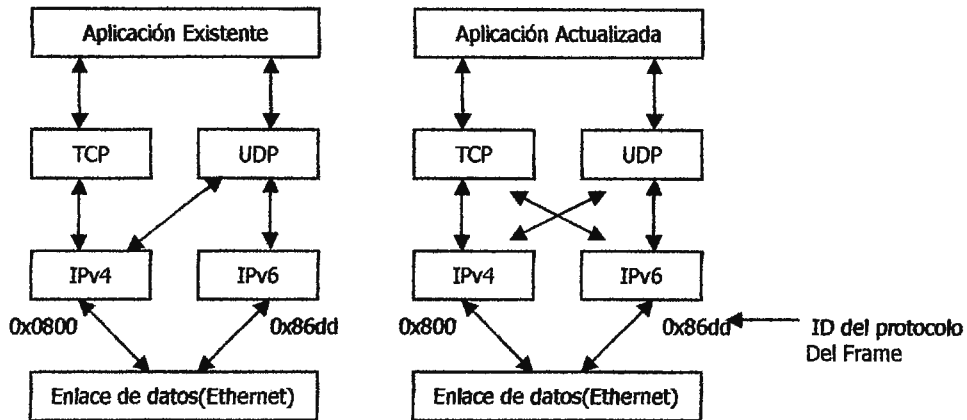 Aplicación Existente
Aplicación Actualizada
TCP
UDP
TCP
UDP
IPv4
IPv6
IPv4
IPv6
0x0800
0x86dd
0x800
0x86dd
ID del protocolo
Del Frame
Enlace de datos(Ethernet)
Enlace de datos(Ethernet)